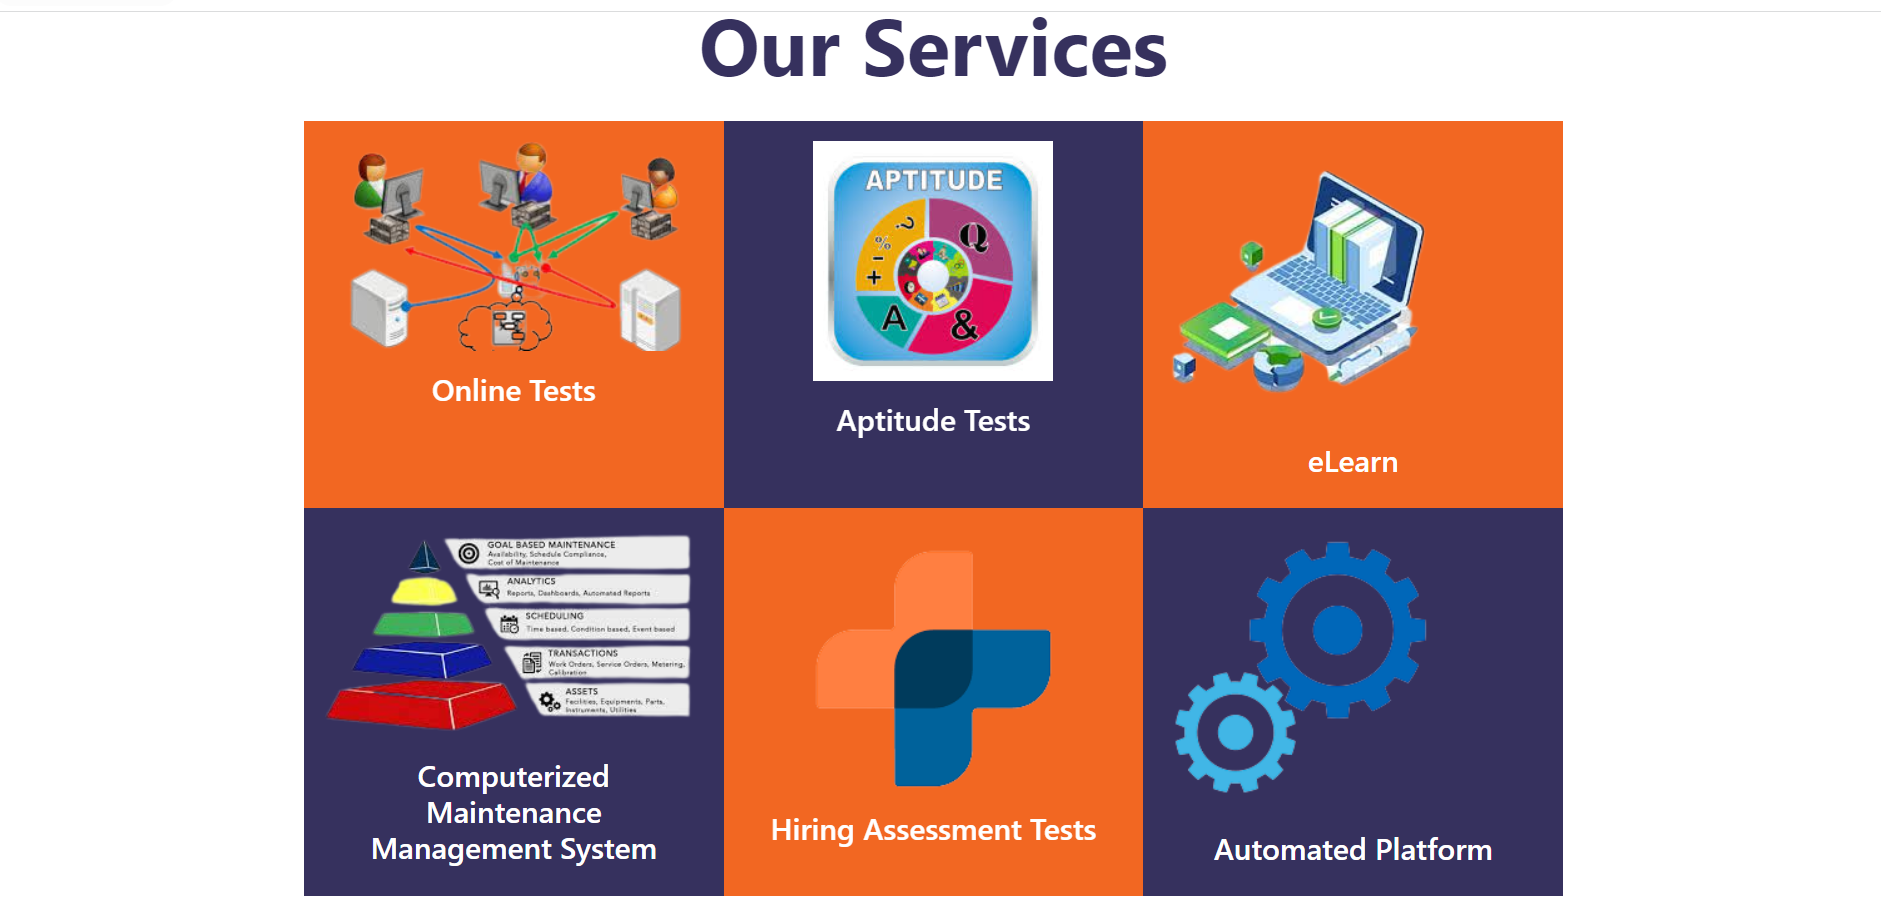 Our Services
APTITUDE
?
%
-
+
Q
A
&
Online Tests
Aptitude Tests
eLearn
GOAL BASED MAINTENANCE
Availability, Schedule Compliance,
Cost of Maintenance
ANALYTICS
Reports, Dashboards, Automated Reports
SCHEDULING
Time based, Condition based, Event based
TRANSACTIONS
Work Orders, Service Orders, Metering,
Calibration
ASSETS
Facilities, Equipments, Parts,
Instruments, Utilities
Computerized
Maintenance
Management System
Hiring Assessment Tests
Automated Platform